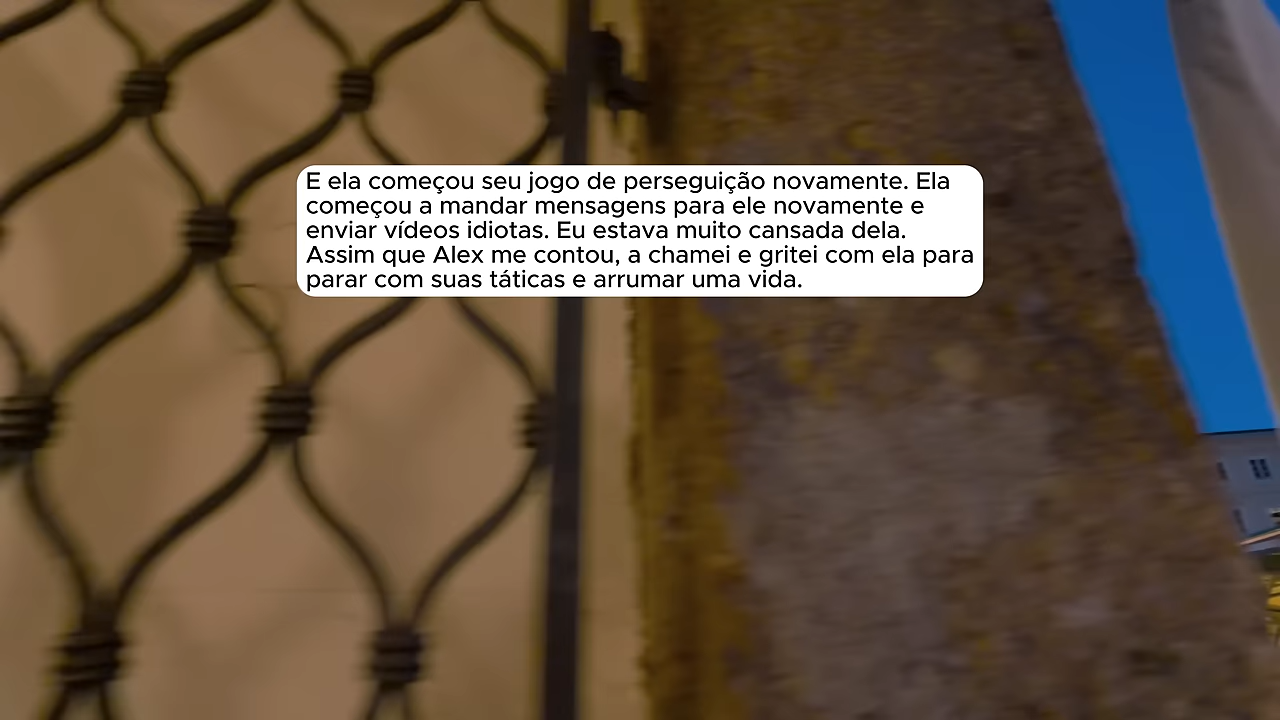 E ela começou seu jogo de perseguição novamente. Ela
começou a mandar mensagens para ele novamente e
enviar vídeos idiotas. Eu estava muito cansada dela.
Assim que Alex me contou, a chamei e gritei com ela para
parar com suas táticas e arrumar uma vida.